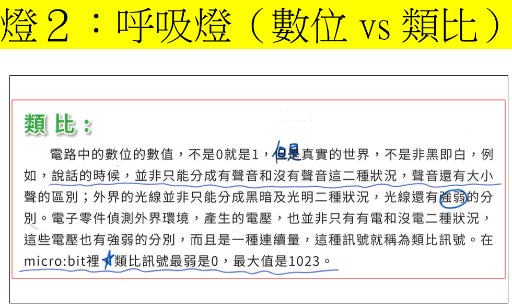 燈２：呼吸燈（數位 vs 類比）
類 比：
電路中的數位的數值，不是0就是1，但是真實的世界，不是非黑即白，例
如，說話的時候，並非只能分成有聲音和沒有聲音這二種狀況，聲音還有大小
聲的區別；外界的光線並非只能分成黑暗及光明二種狀況，光線還有強弱的分
別。電子零件偵測外界環境，產生的電壓，也並非只有有電和沒電二種狀況，
這些電壓也有強弱的分別，而且是一種連續量，這種訊號就稱為類比訊號。在
micro:bit裡，類比訊號最弱是0，最大值是1023。